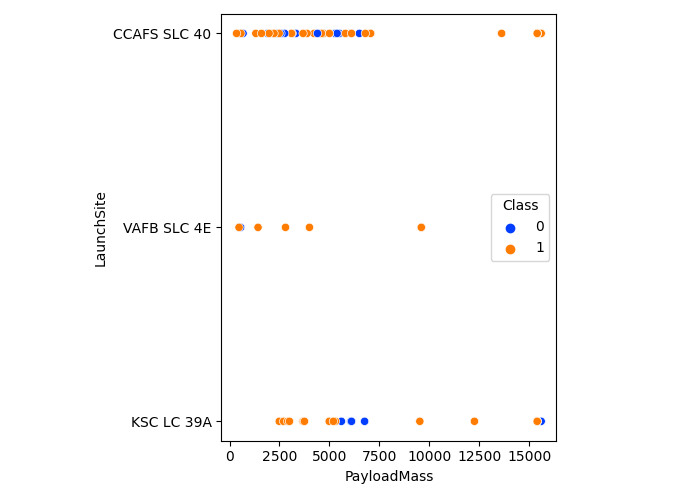 CCAFS SLC 40
VAFB SLC 4E
KSC LC 39A
LaunchSite
Class
0
1
0 2500 5000 7500 10000 12500 15000
PayloadMass